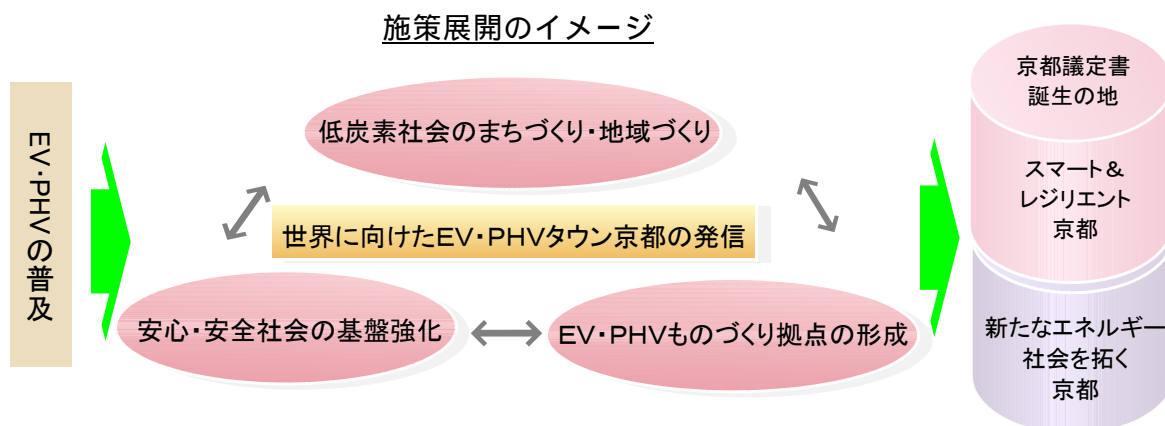 施策展開のイメージ
EV・PHVの普及
低炭素社会のまちづくり・地域づくり
世界に向けたEV・PHVタウン京都の発信
安心・安全社会の基盤強化
EV・PHVものづくり拠点の形成
京都議定書
誕生の地
スマート&
レジリエント
京都
新たなエネルギー
社会を拓く
京都